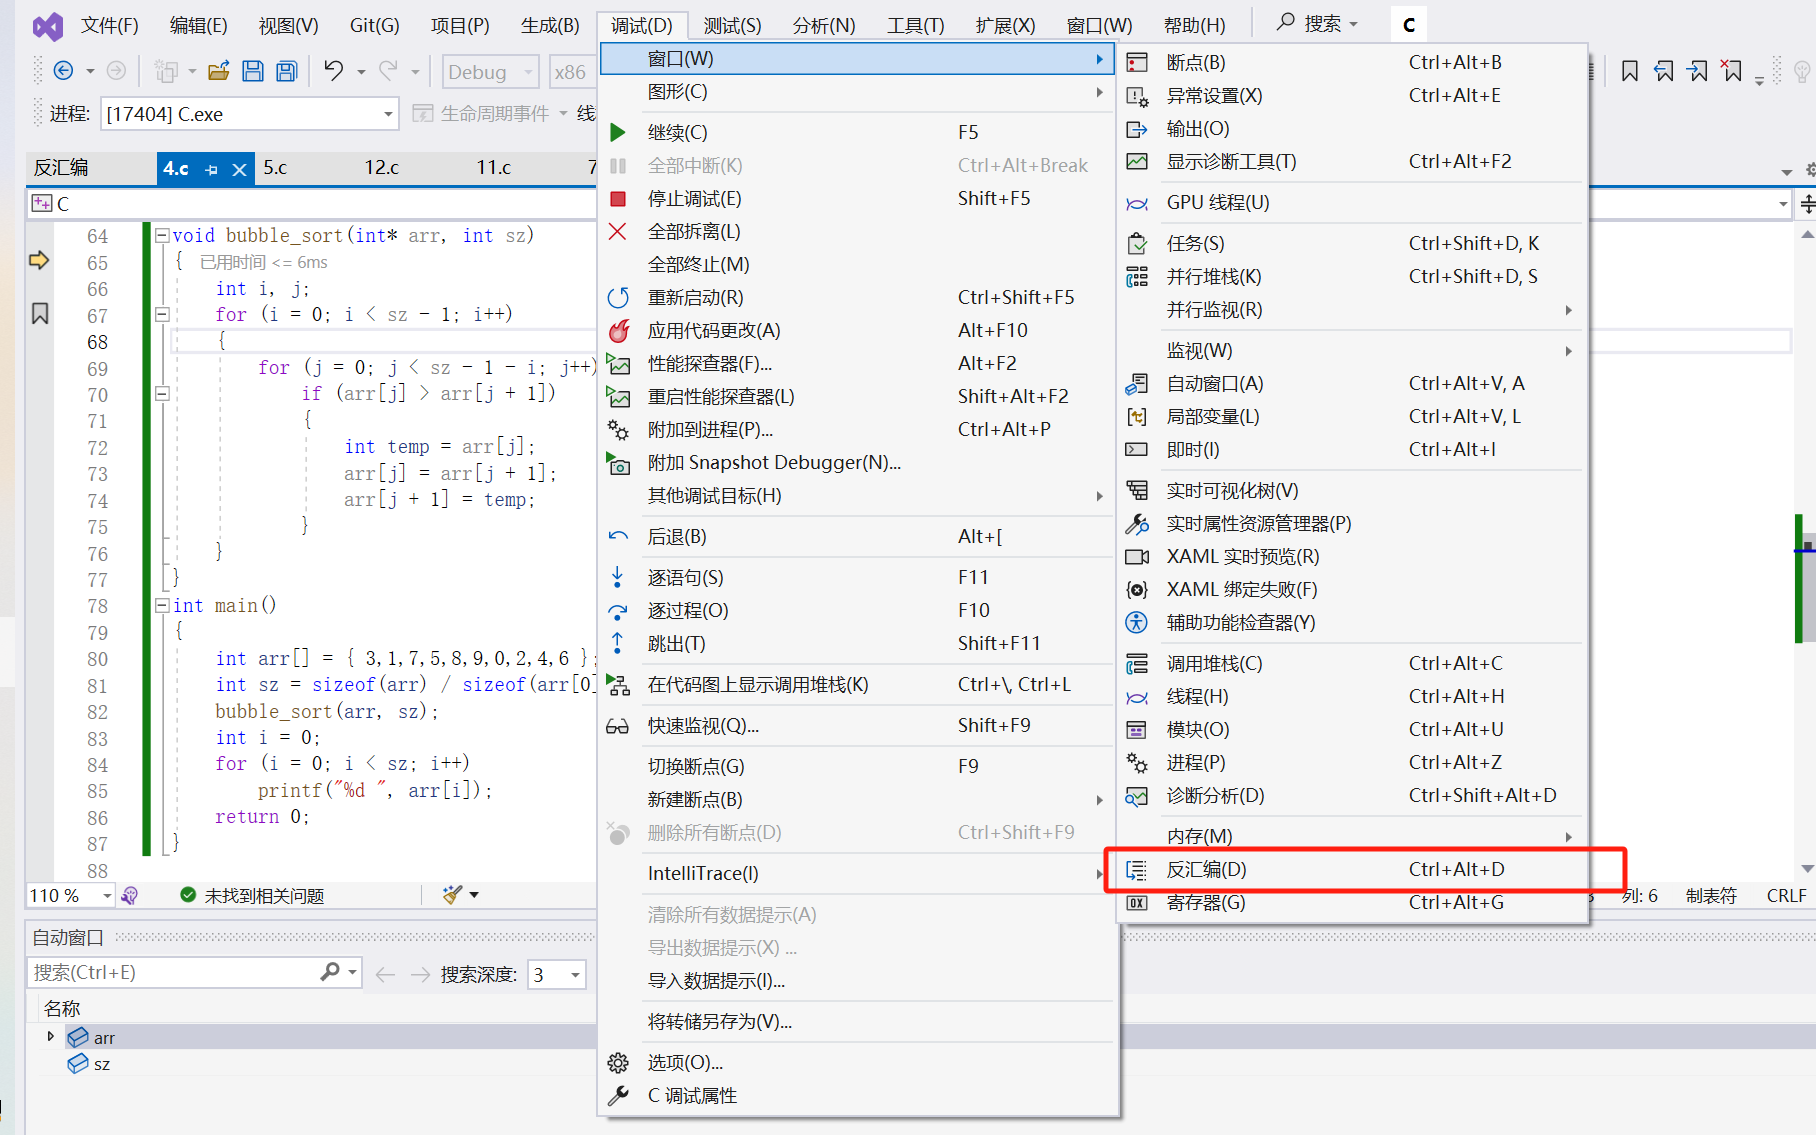 文件(F) 编辑(E) 视图(V) Git(G) 项目(P) 生成(B) 调试(D) 测试(S) 分析(N) 工具(T) 扩展(X) 窗口(W) 帮助(H) 搜索 C
Debug x86
进程: [17404] C.exe 生命周期事件 线
反汇编 4.c 5.c 12.c 11.c 7
C
64 void bubble_sort(int* arr, int sz)
65 { 已用时间 <= 6ms
66 int i, j;
67 for (i = 0; i < sz - 1; i++)
68 {
69 for (j = 0; j < sz - 1 - i; j++)
70 if (arr[j] > arr[j + 1])
71 {
72 int temp = arr[j];
73 arr[j] = arr[j + 1];
74 arr[j + 1] = temp;
75 }
76 }
77 }
78 int main()
79 {
80 int arr[] = { 3,1,7,5,8,9,0,2,4,6 };
81 int sz = sizeof(arr) / sizeof(arr[0]
82 bubble_sort(arr, sz);
83 int i = 0;
84 for (i = 0; i < sz; i++)
85 printf("%d ", arr[i]);
86 return 0;
87 }
88
110 % 未找到相关问题
列: 6 制表符 CRLF
自动窗口
搜索(Ctrl+E) 搜索深度: 3
名称
arr
sz
窗口(W)
图形(C)
继续(C) F5
全部中断(K) Ctrl+Alt+Break
停止调试(E) Shift+F5
全部拆离(L)
全部终止(M)
重新启动(R) Ctrl+Shift+F5
应用代码更改(A) Alt+F10
性能探查器(F)... Alt+F2
重启性能探查器(L) Shift+Alt+F2
附加到进程(P)... Ctrl+Alt+P
附加 Snapshot Debugger(N)...
其他调试目标(H)
后退(B) Alt+[
逐语句(S) F11
逐过程(O) F10
跳出(T) Shift+F11
在代码图上显示调用堆栈(K) Ctrl+\, Ctrl+L
快速监视(Q)... Shift+F9
切换断点(G) F9
新建断点(B)
删除所有断点(D) Ctrl+Shift+F9
IntelliTrace(I)
清除所有数据提示(A)
导出数据提示(X) ...
导入数据提示(I)...
将转储另存为(V)...
选项(O)...
C 调试属性
断点(B) Ctrl+Alt+B
异常设置(X) Ctrl+Alt+E
输出(O)
显示诊断工具(T) Ctrl+Alt+F2
GPU 线程(U)
任务(S) Ctrl+Shift+D, K
并行堆栈(K) Ctrl+Shift+D, S
并行监视(R)
监视(W)
自动窗口(A) Ctrl+Alt+V, A
局部变量(L) Ctrl+Alt+V, L
即时(I) Ctrl+Alt+I
实时可视化树(V)
实时属性资源管理器(P)
XAML 实时预览(R)
XAML 绑定失败(F)
辅助功能检查器(Y)
调用堆栈(C) Ctrl+Alt+C
线程(H) Ctrl+Alt+H
模块(O) Ctrl+Alt+U
进程(P) Ctrl+Alt+Z
诊断分析(D) Ctrl+Shift+Alt+D
内存(M)
反汇编(D) Ctrl+Alt+D
寄存器(G) Ctrl+Alt+G